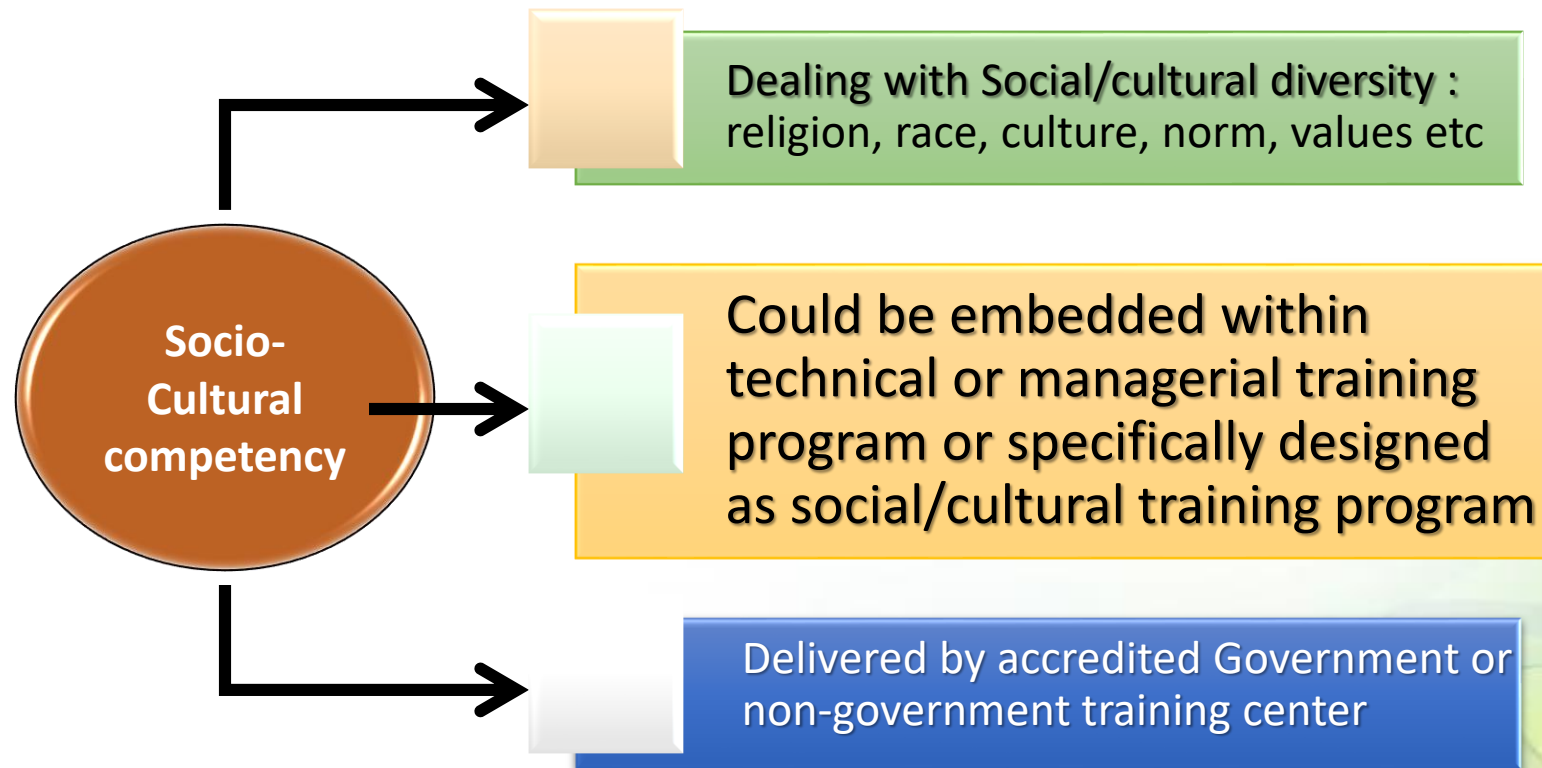 Dealing with Social/cultural diversity :
religion, race, culture, norm, values etc
Socio-
Cultural
competency
Could be embedded within
technical or managerial training
program or specifically designed
as social/cultural training program
Delivered by accredited Government or
non-government training center